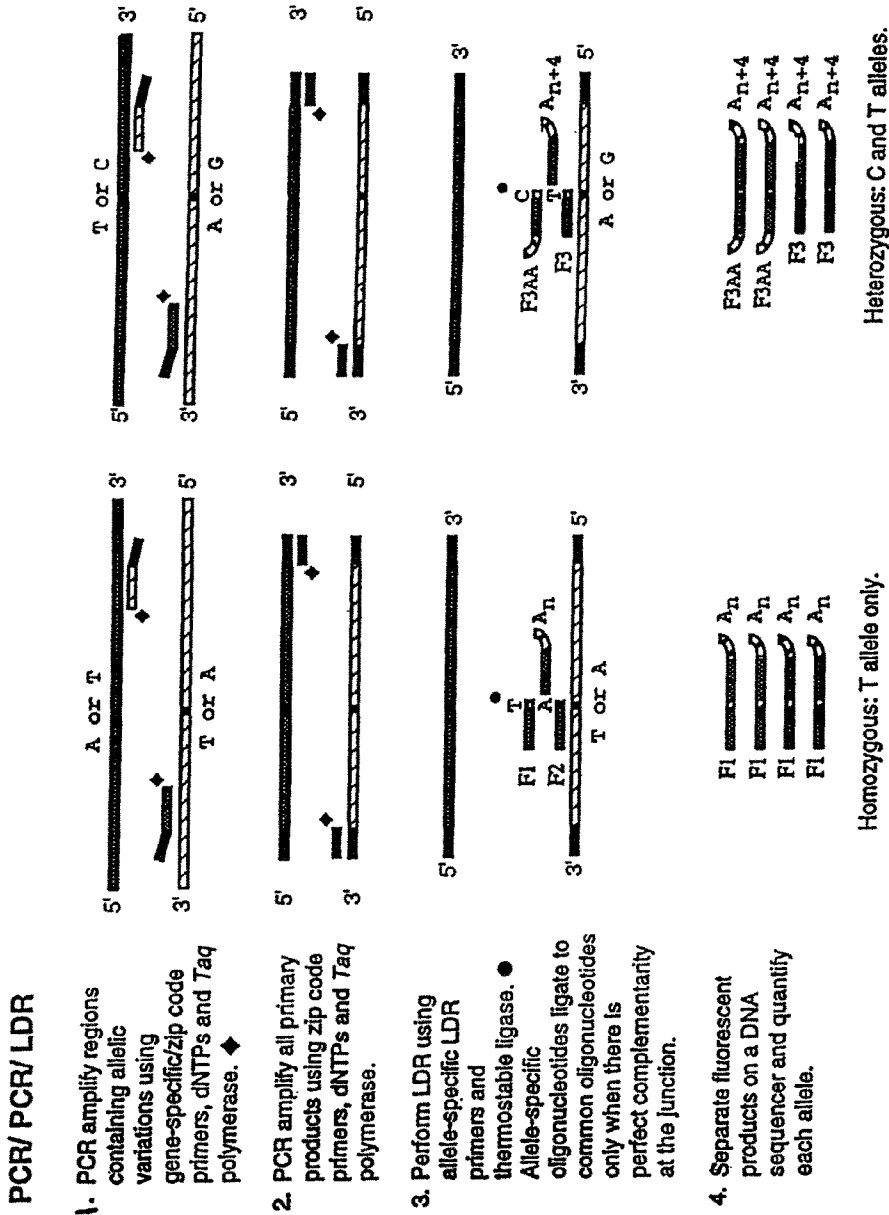 PCR/ PCR/ LDR
1. PCR amplify regions
containing allelic
variations using
gene-specific/zip code
primers, dNTPs and Taq
polymerase. ◆
5' A or T 3'
3' T or A 5'
5' T or C 3'
3' A or G 5'
2. PCR amplify all primary
products using zip code
primers, dNTPs and Taq
polymerase.
5' 3'
3' 5'
5' 3'
3' 5'
3. Perform LDR using
allele-specific LDR
primers and
thermostable ligase. ●
Allele-specific
oligonucleotides ligate to
common oligonucleotides
only when there is
perfect complementarity
at the junction.
5' 3'
F1 T
F2 A An
3' T or A 5'
5' 3'
F3AA C
F3 T An+4
3' A or G 5'
4. Separate fluorescent
products on a DNA
sequencer and quantify
each allele.
F1 An
F1 An
F1 An
F1 An
Homozygous: T allele only.
F3AA An+4
F3AA An+4
F3 An+4
F3 An+4
Heterozygous: C and T alleles.